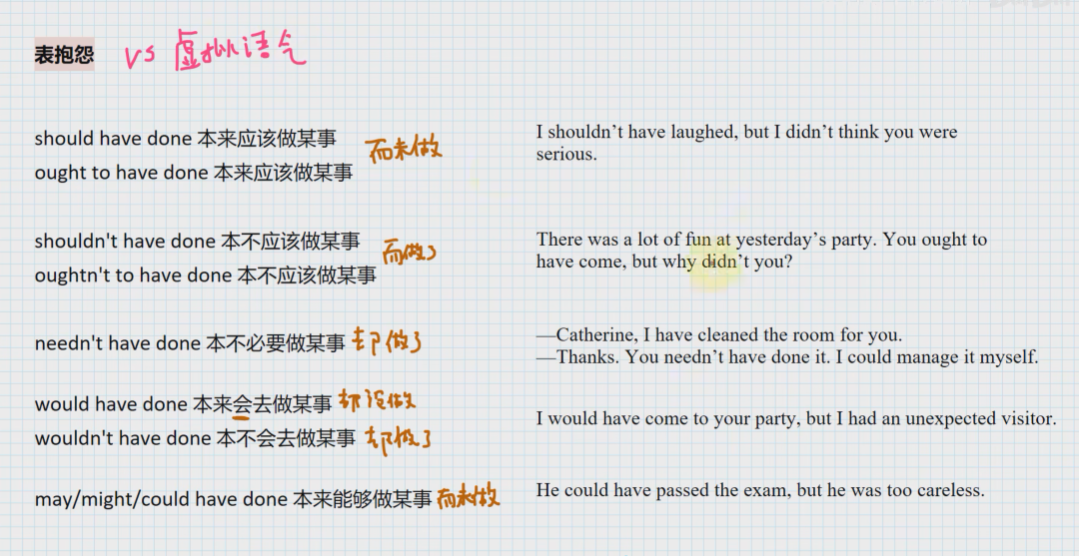 表抱怨 VS 虚拟语气
should have done 本来应该做某事
ought to have done 本来应该做某事
而未做
I shouldn't have laughed, but I didn't think you were
serious.
shouldn't have done 本不应该做某事
oughtn't to have done 本不应该做某事
而做了
There was a lot of fun at yesterday's party. You ought to
have come, but why didn't you?
needn't have done 本不必要做某事 却做了
—Catherine, I have cleaned the room for you.
—Thanks. You needn't have done it. I could manage it myself.
would have done 本来会去做某事 却没做
wouldn't have done 本不会去做某事 却做了
I would have come to your party, but I had an unexpected visitor.
may/might/could have done 本来能够做某事 而未做
He could have passed the exam, but he was too careless.